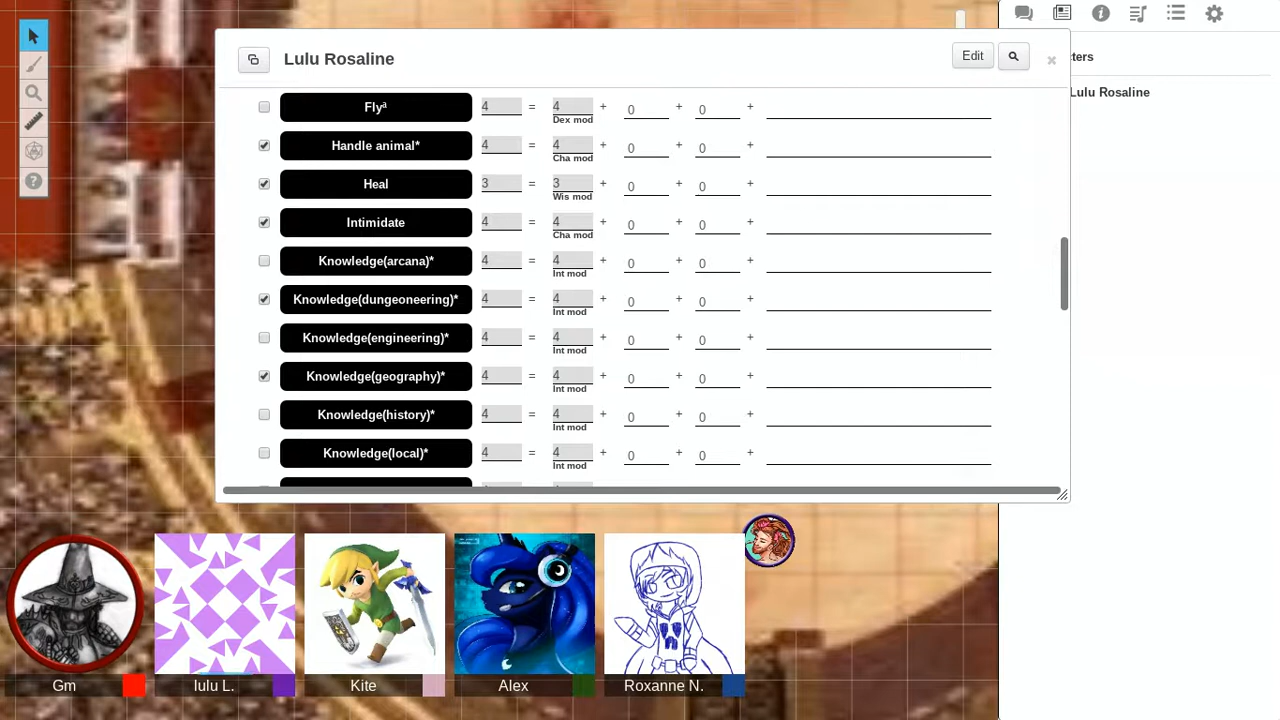 Lulu Rosaline
Edit
×
cters
Lulu Rosaline
Flyª 4 = 4 + 0 + 0 +
Dex mod
Handle animal* 4 = 4 + 0 + 0 +
Cha mod
Heal 3 = 3 + 0 + 0 +
Wis mod
Intimidate 4 = 4 + 0 + 0 +
Cha mod
Knowledge(arcana)* 4 = 4 + 0 + 0 +
Int mod
Knowledge(dungeoneering)* 4 = 4 + 0 + 0 +
Int mod
Knowledge(engineering)* 4 = 4 + 0 + 0 +
Int mod
Knowledge(geography)* 4 = 4 + 0 + 0 +
Int mod
Knowledge(history)* 4 = 4 + 0 + 0 +
Int mod
Knowledge(local)* 4 = 4 + 0 + 0 +
Int mod
Gm
lulu L.
Kite
Alex
Roxanne N.